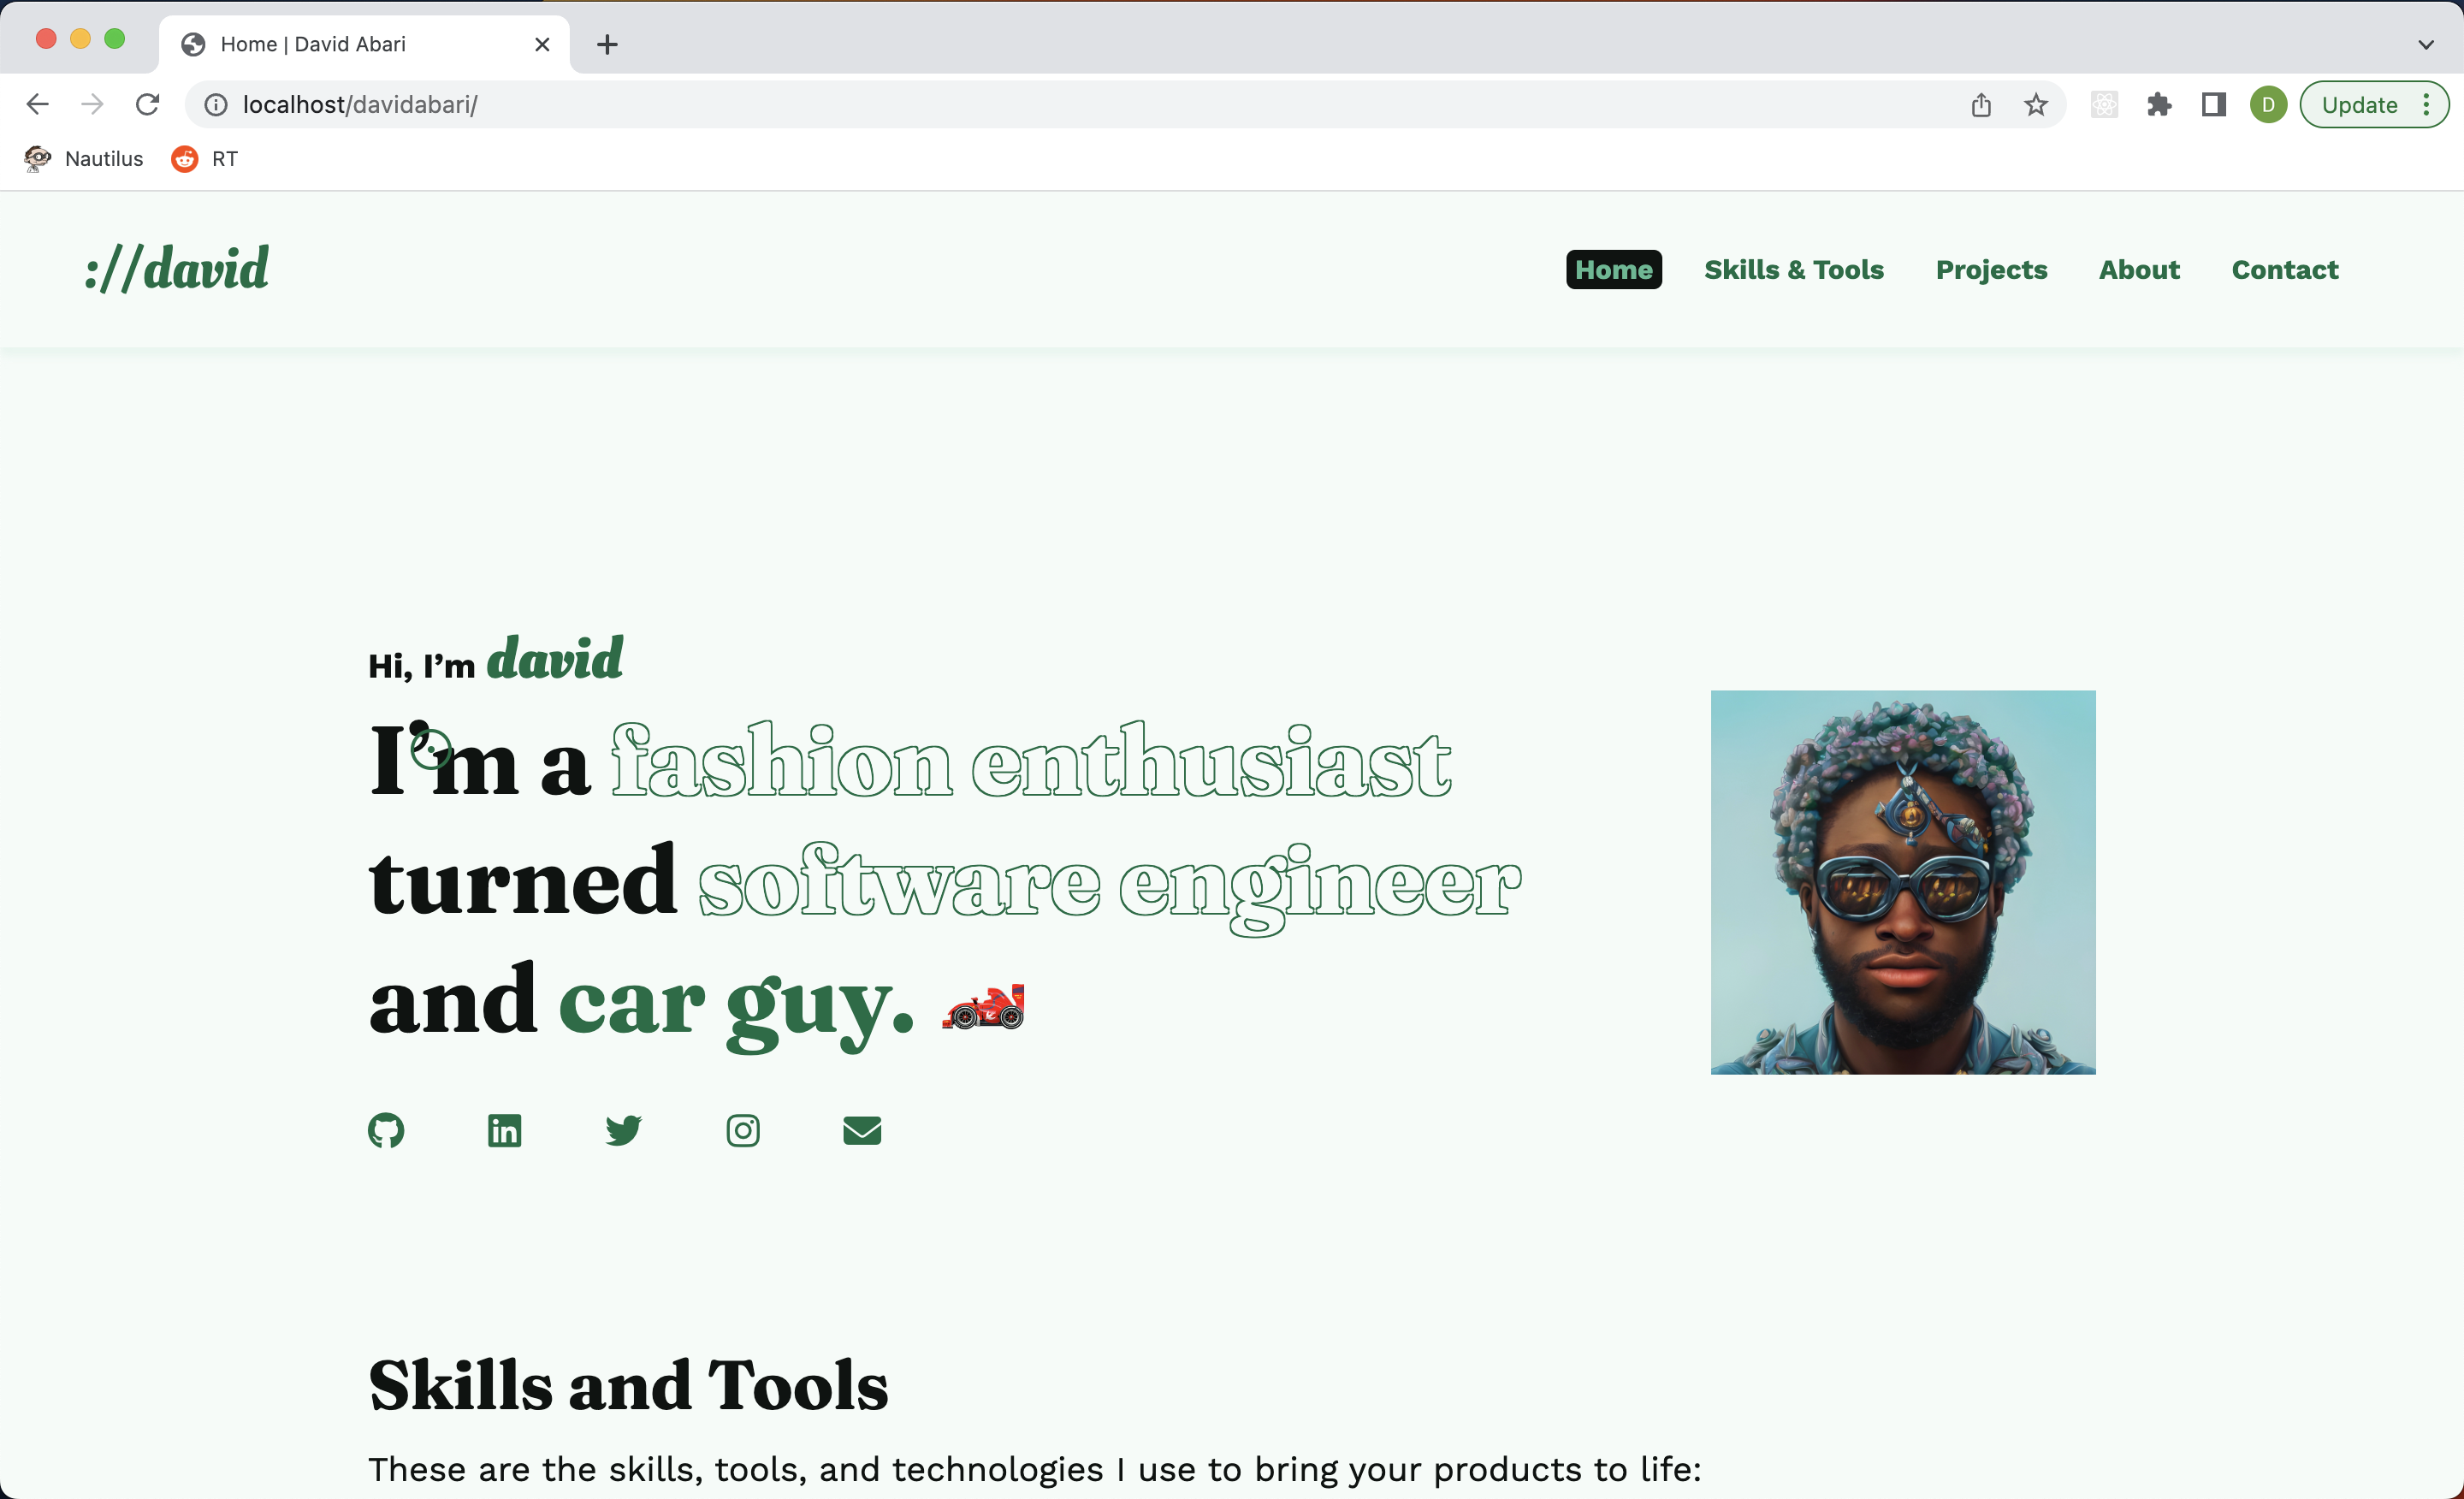 Home | David Abari
localhost/davidabari/
D
Update
Nautilus
RT
://david
Home
Skills & Tools
Projects
About
Contact
Hi, I’m david
I’m a fashion enthusiast
turned software engineer
and car guy.
Skills and Tools
These are the skills, tools, and technologies I use to bring your products to life: